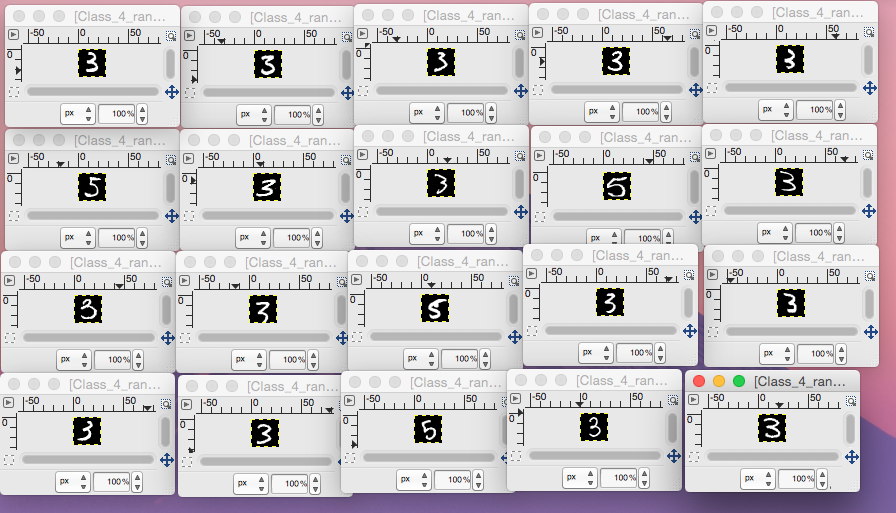 [Class_4_ran… [Class_4_ran… [Class_4_ran… [Class_4_ran… [Class_4_ran…
-50 0 50 -50 0 50 -50 0 50 -50 0 50 -50 0 50
0 3 0 3 0 3 0 3 0 3
px 100% px 100% px 100% px 100% px 100%
[Class_4_ran… [Class_4_ran… [Class_4_ran… [Class_4_ran… [Class_4_ran…
-50 0 50 -50 0 50 -50 0 50 -50 0 50 -50 0 50
0 5 0 3 0 3 0 5 0 3
px 100% px 100% px 100% px 100% px 100%
[Class_4_ran… [Class_4_ran… [Class_4_ran… [Class_4_ran… [Class_4_ran…
-50 0 50 -50 0 50 -50 0 50 -50 0 50 -50 0 50
0 3 0 3 0 5 0 3 0 3
px 100% px 100% px 100% px 100% px 100%
[Class_4_ran… [Class_4_ran… [Class_4_ran… [Class_4_ran… [Class_4_ran…
-50 0 50 -50 0 50 -50 0 50 -50 0 50 -50 0 50
0 3 0 3 0 5 0 3 0 3
px 100% px 100% px 100% px 100% px 100%